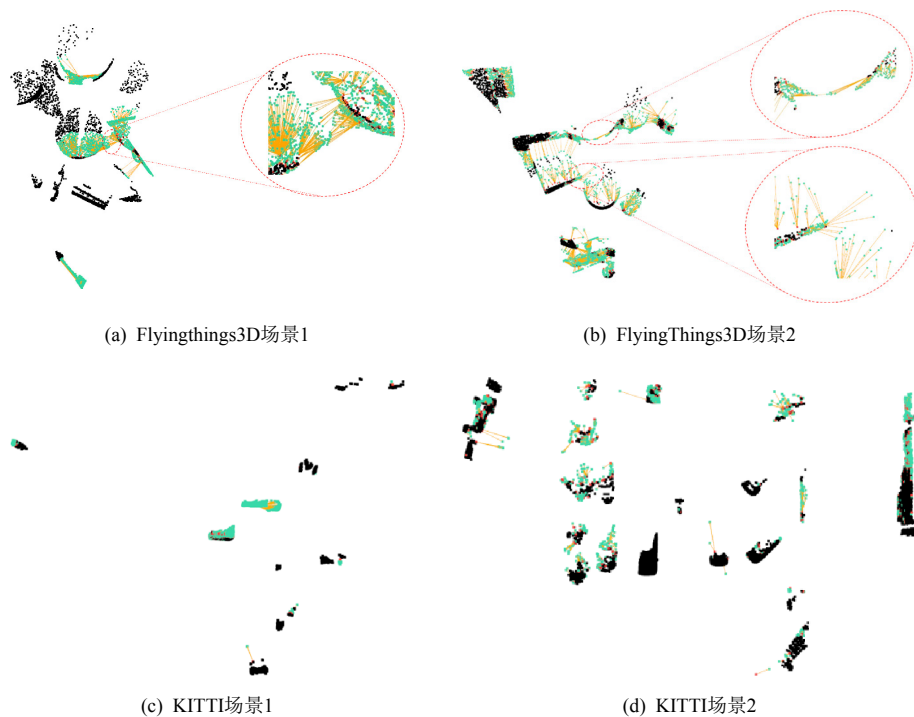 (a) Flyingthings3D场景1
(b) FlyingThings3D场景2
(c) KITTI场景1
(d) KITTI场景2